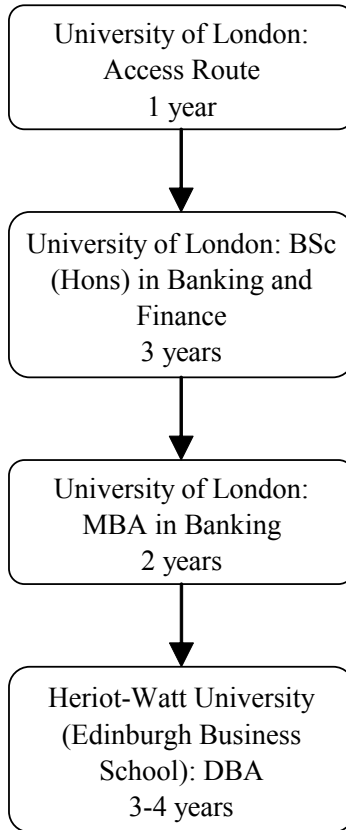 University of London:
Access Route
1 year
University of London: BSc
(Hons) in Banking and
Finance
3 years
University of London:
MBA in Banking
2 years
Heriot-Watt University
(Edinburgh Business
School): DBA
3-4 years